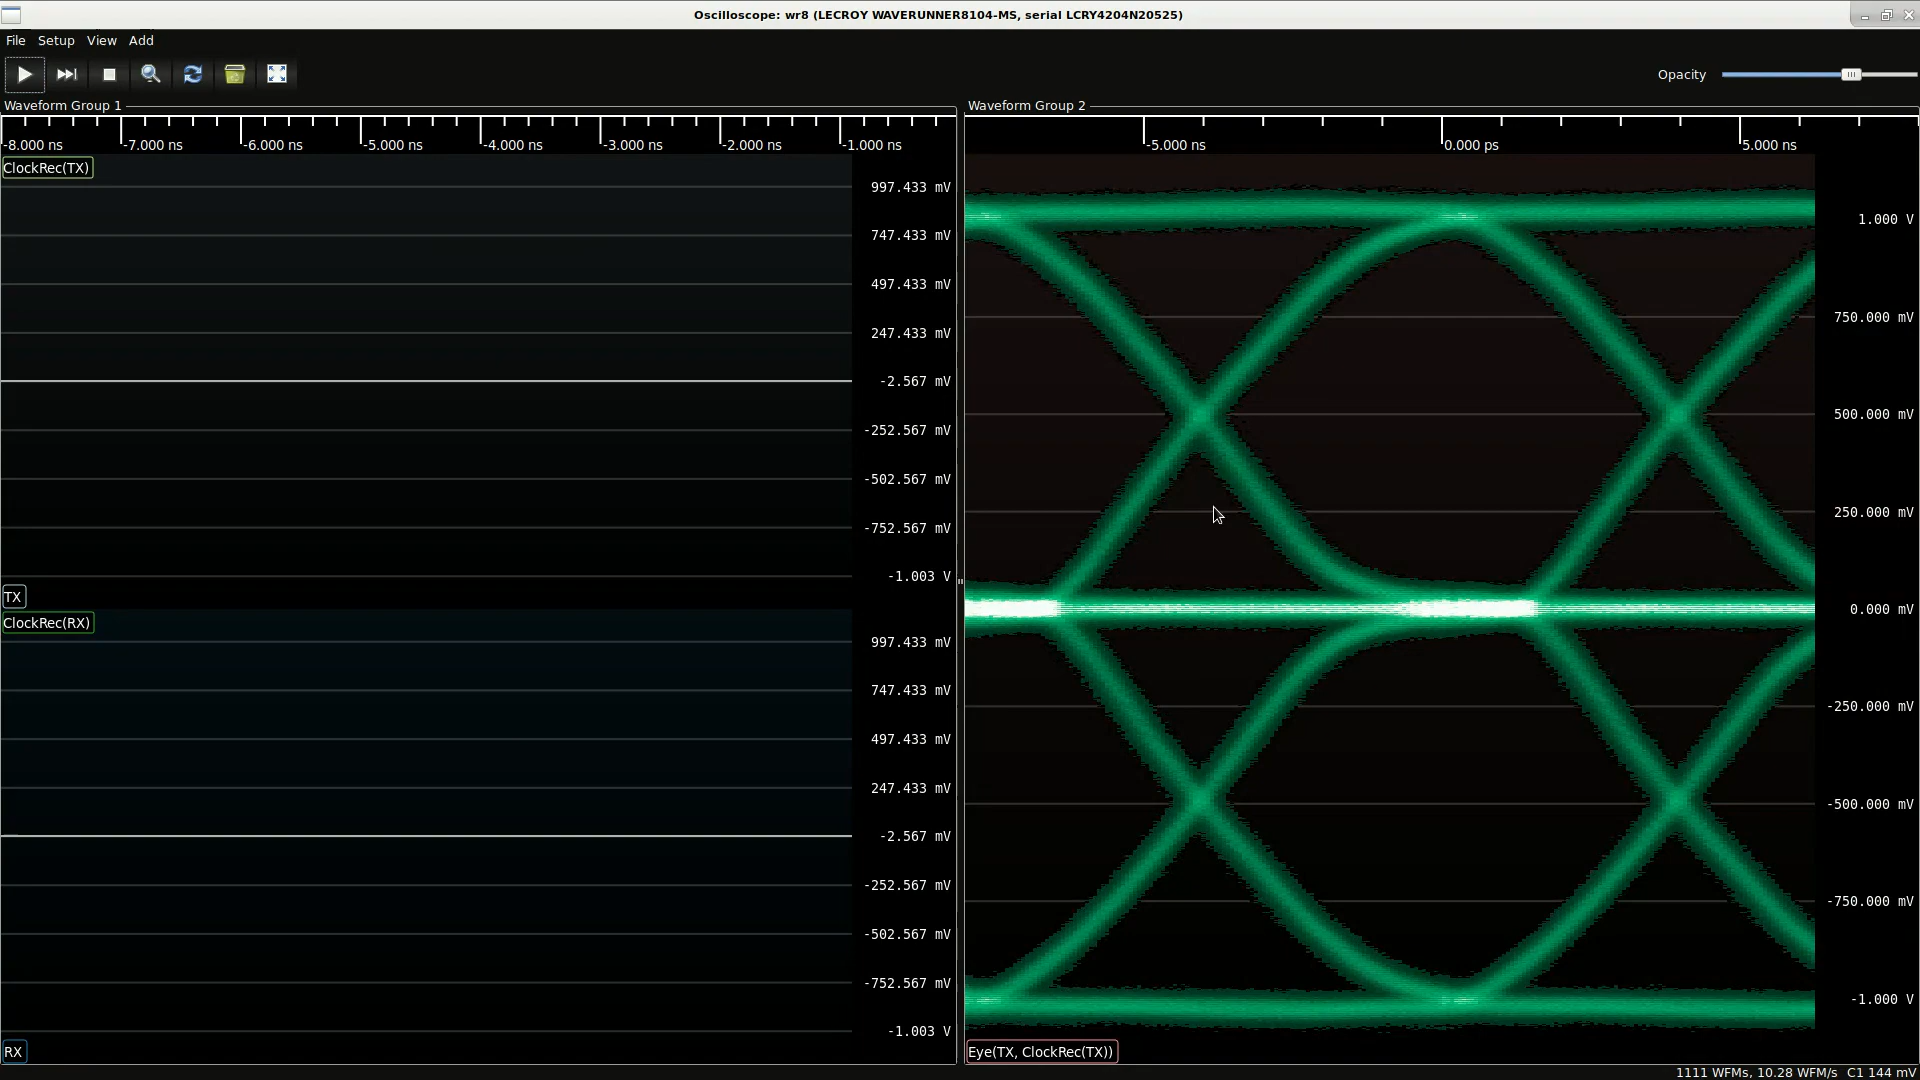 Oscilloscope: wr8 (LECROY WAVERUNNER8104-MS, serial LCRY4204N20525)
File Setup View Add
Opacity
Waveform Group 1
-8.000 ns -7.000 ns -6.000 ns -5.000 ns -4.000 ns -3.000 ns -2.000 ns -1.000 ns
ClockRec(TX)
997.433 mV
747.433 mV
497.433 mV
247.433 mV
-2.567 mV
-252.567 mV
-502.567 mV
-752.567 mV
-1.003 V
TX
ClockRec(RX)
997.433 mV
747.433 mV
497.433 mV
247.433 mV
-2.567 mV
-252.567 mV
-502.567 mV
-752.567 mV
-1.003 V
RX
Waveform Group 2
-5.000 ns 0.000 ps 5.000 ns
1.000 V
750.000 mV
500.000 mV
250.000 mV
0.000 mV
-250.000 mV
-500.000 mV
-750.000 mV
-1.000 V
Eye(TX, ClockRec(TX))
1111 WFMs, 10.28 WFM/s C1 144 mV